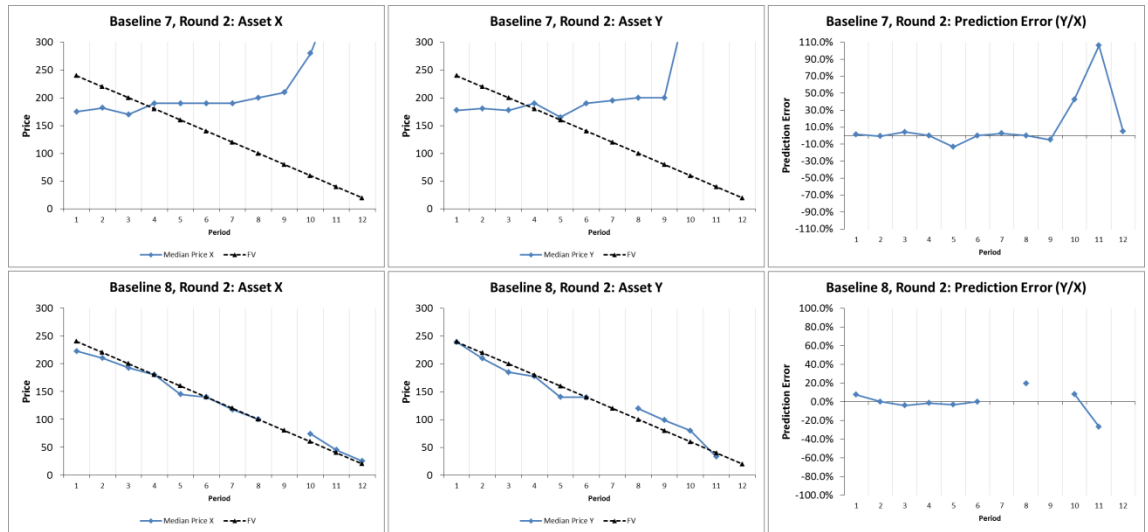 Baseline 7, Round 2: Asset X
300
250
200
150
100
50
0
Price
1 2 3 4 5 6 7 8 9 10 11 12
Period
Median Price X FV
Baseline 7, Round 2: Asset Y
300
250
200
150
100
50
0
Price
1 2 3 4 5 6 7 8 9 10 11 12
Period
Median Price Y FV
Baseline 7, Round 2: Prediction Error (Y/X)
110.0%
90.0%
70.0%
50.0%
30.0%
10.0%
-10.0%
-30.0%
-50.0%
-70.0%
-90.0%
-110.0%
Prediction Error
1 2 3 4 5 6 7 8 9 10 11 12
Period
Baseline 8, Round 2: Asset X
300
250
200
150
100
50
0
Price
1 2 3 4 5 6 7 8 9 10 11 12
Period
Median Price X FV
Baseline 8, Round 2: Asset Y
300
250
200
150
100
50
0
Price
1 2 3 4 5 6 7 8 9 10 11 12
Period
Median Price Y FV
Baseline 8, Round 2: Prediction Error (Y/X)
100.0%
80.0%
60.0%
40.0%
20.0%
0.0%
-20.0%
-40.0%
-60.0%
-80.0%
-100.0%
Prediction Error
1 2 3 4 5 6 7 8 9 10 11 12
Period